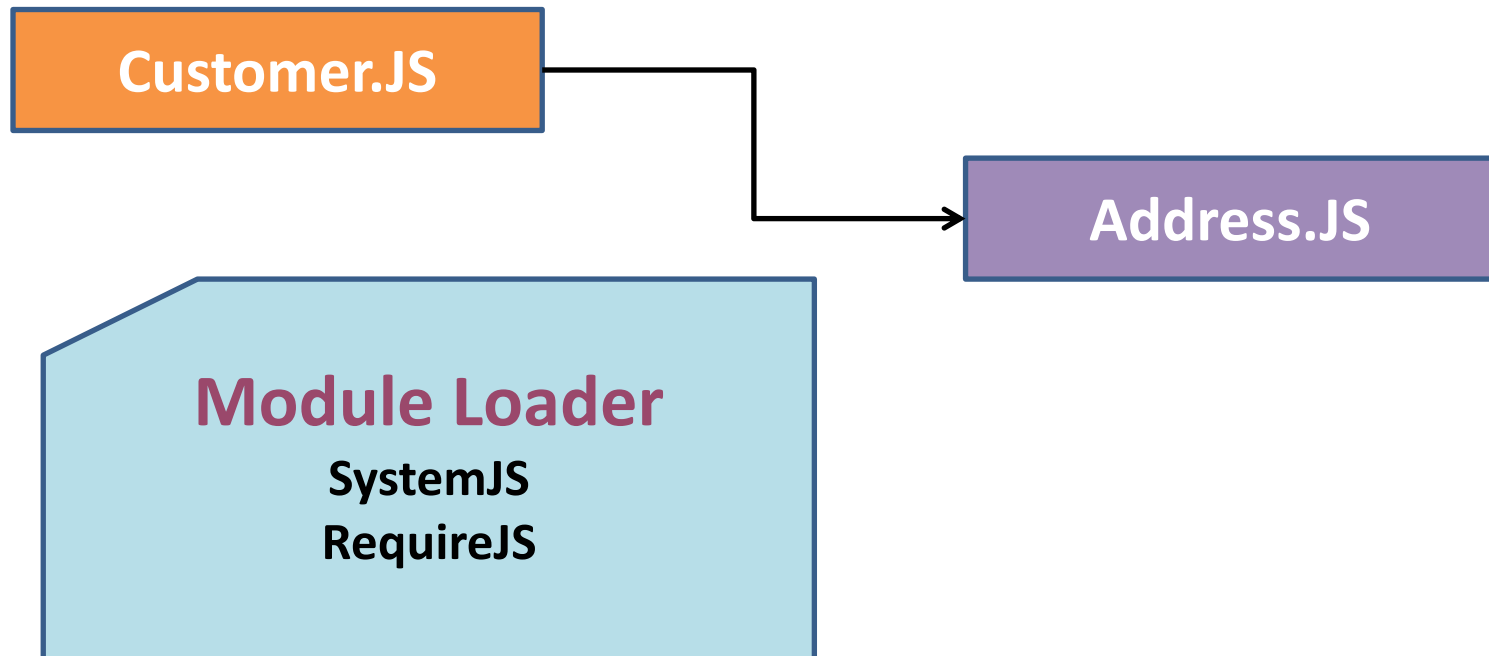 Customer.JS
Address.JS
Module Loader
SystemJS
RequireJS